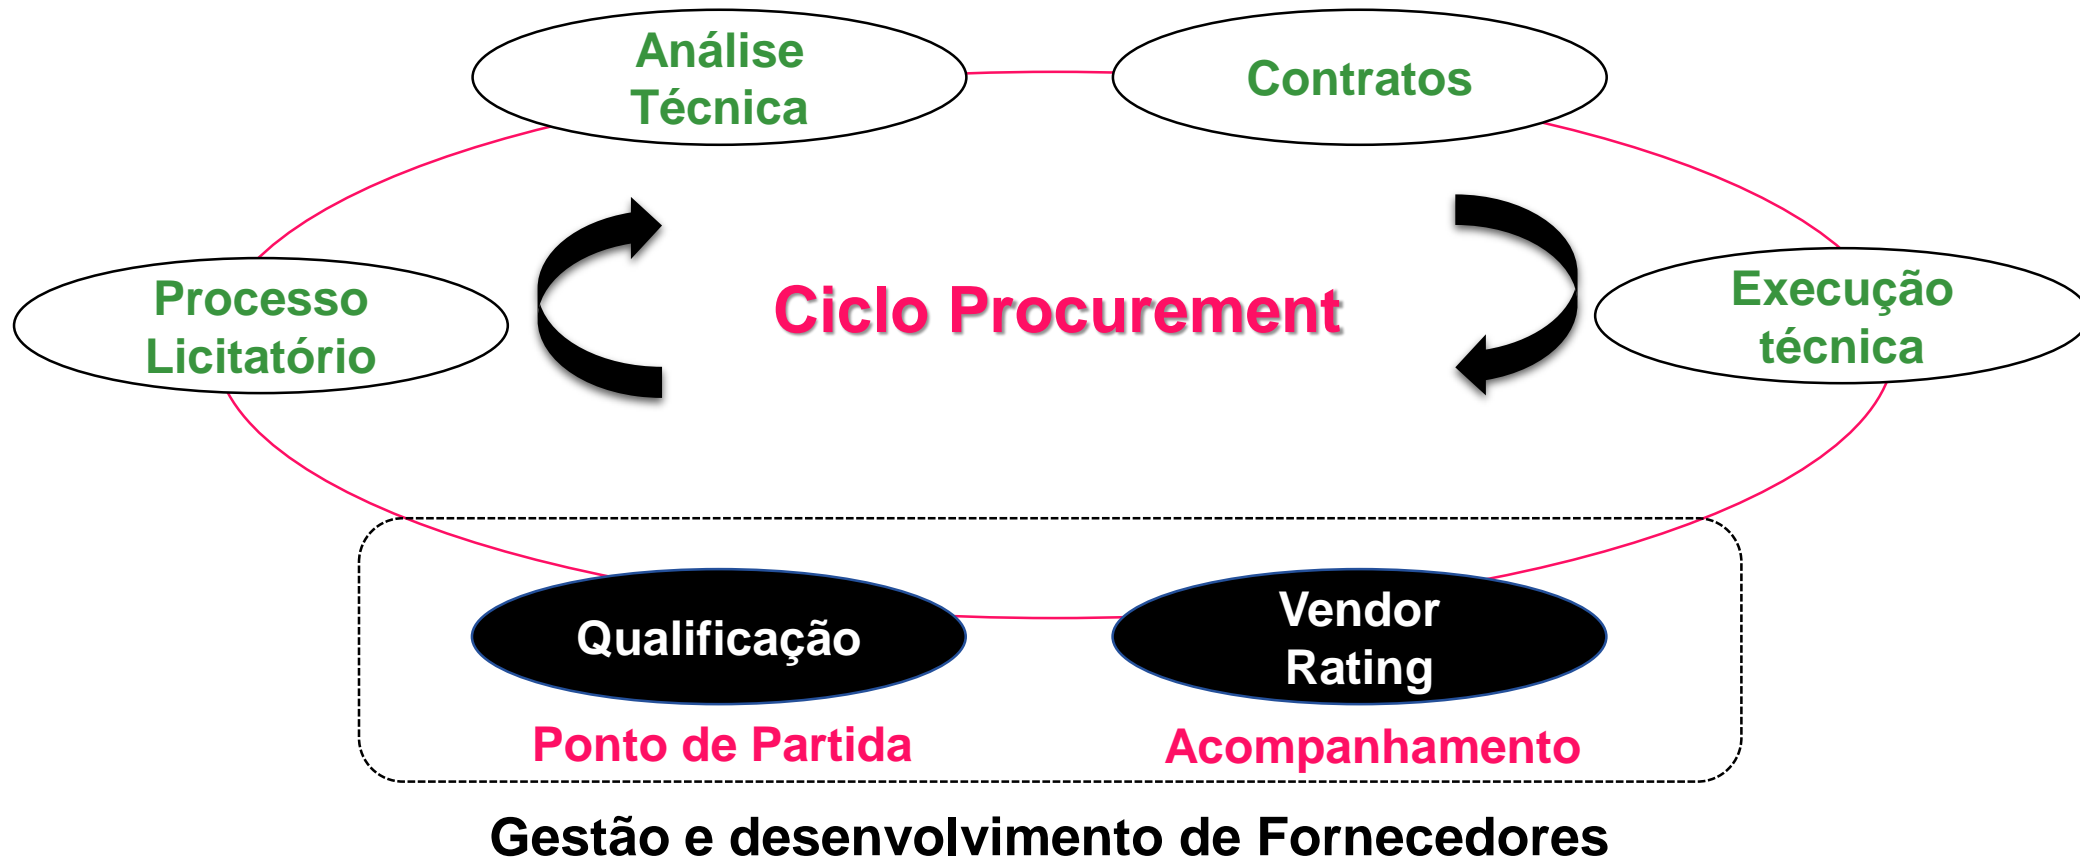 Análise
Técnica
Contratos
Processo
Licitatório
Ciclo Procurement
Execução
técnica
Qualificação
Vendor
Rating
Ponto de Partida
Acompanhamento
Gestão e desenvolvimento de Fornecedores